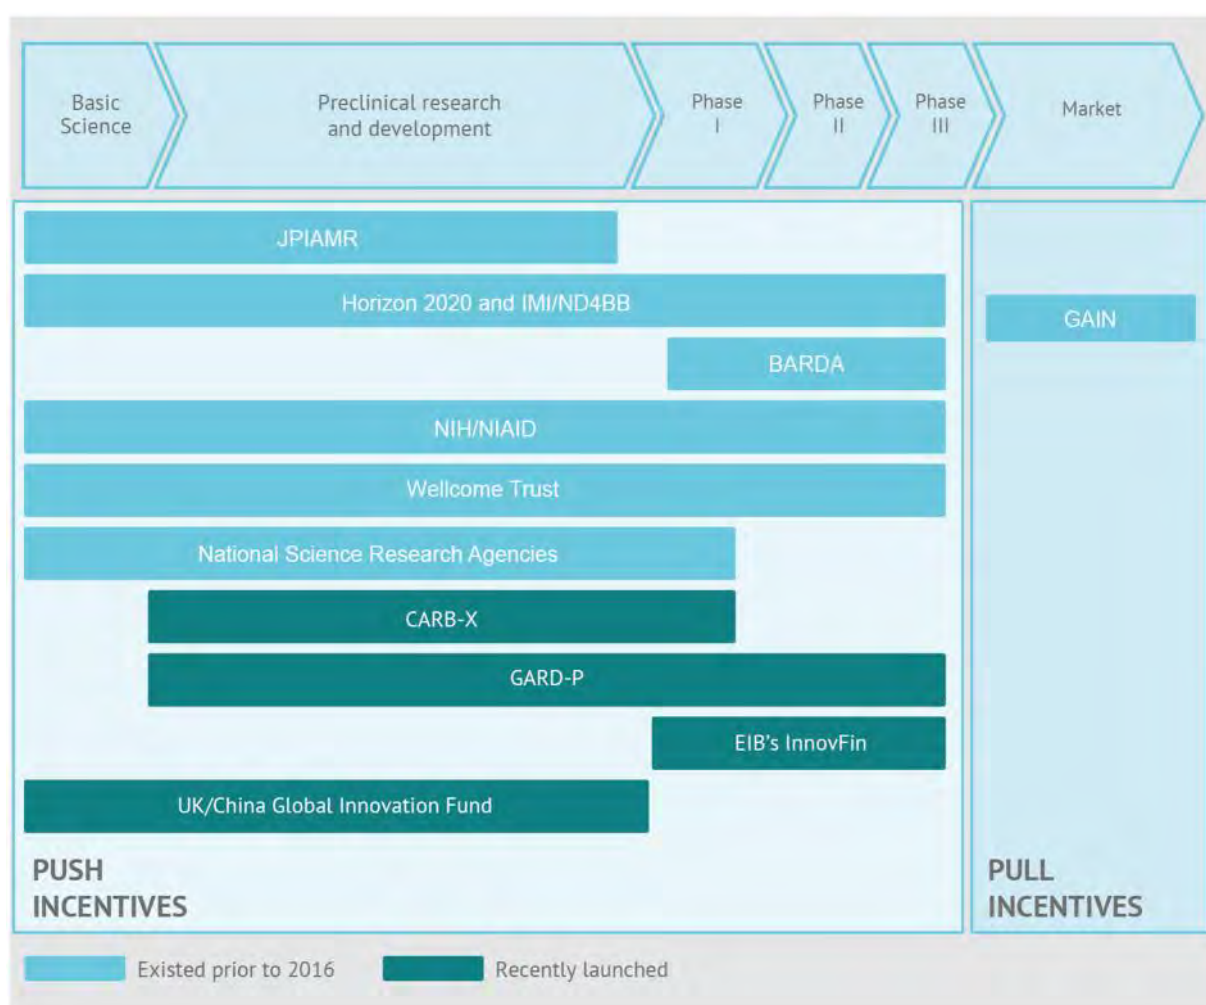 Basic
Science
Preclinical research
and development
Phase
I
Phase
II
Phase
III
Market
JPIAMR
Horizon 2020 and IMI/ND4BB
GAIN
BARDA
NIH/NIAID
Wellcome Trust
National Science Research Agencies
CARB-X
GARD-P
EIB's InnovFin
UK/China Global Innovation Fund
PUSH
INCENTIVES
PULL
INCENTIVES
Existed prior to 2016
Recently launched